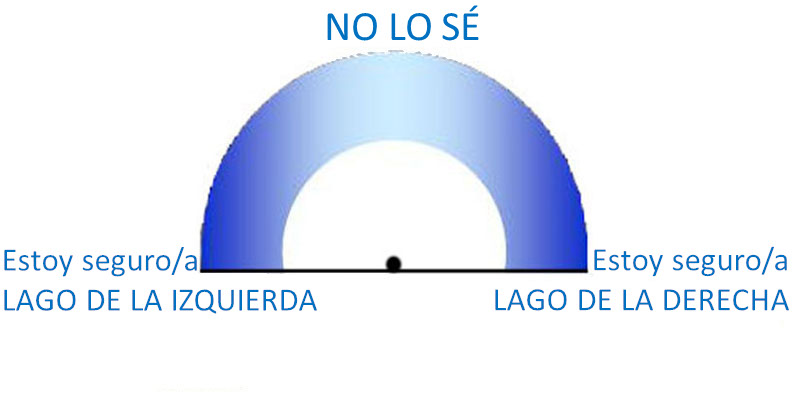 NO LO SÉ
Estoy seguro/a
LAGO DE LA IZQUIERDA
Estoy seguro/a
LAGO DE LA DERECHA